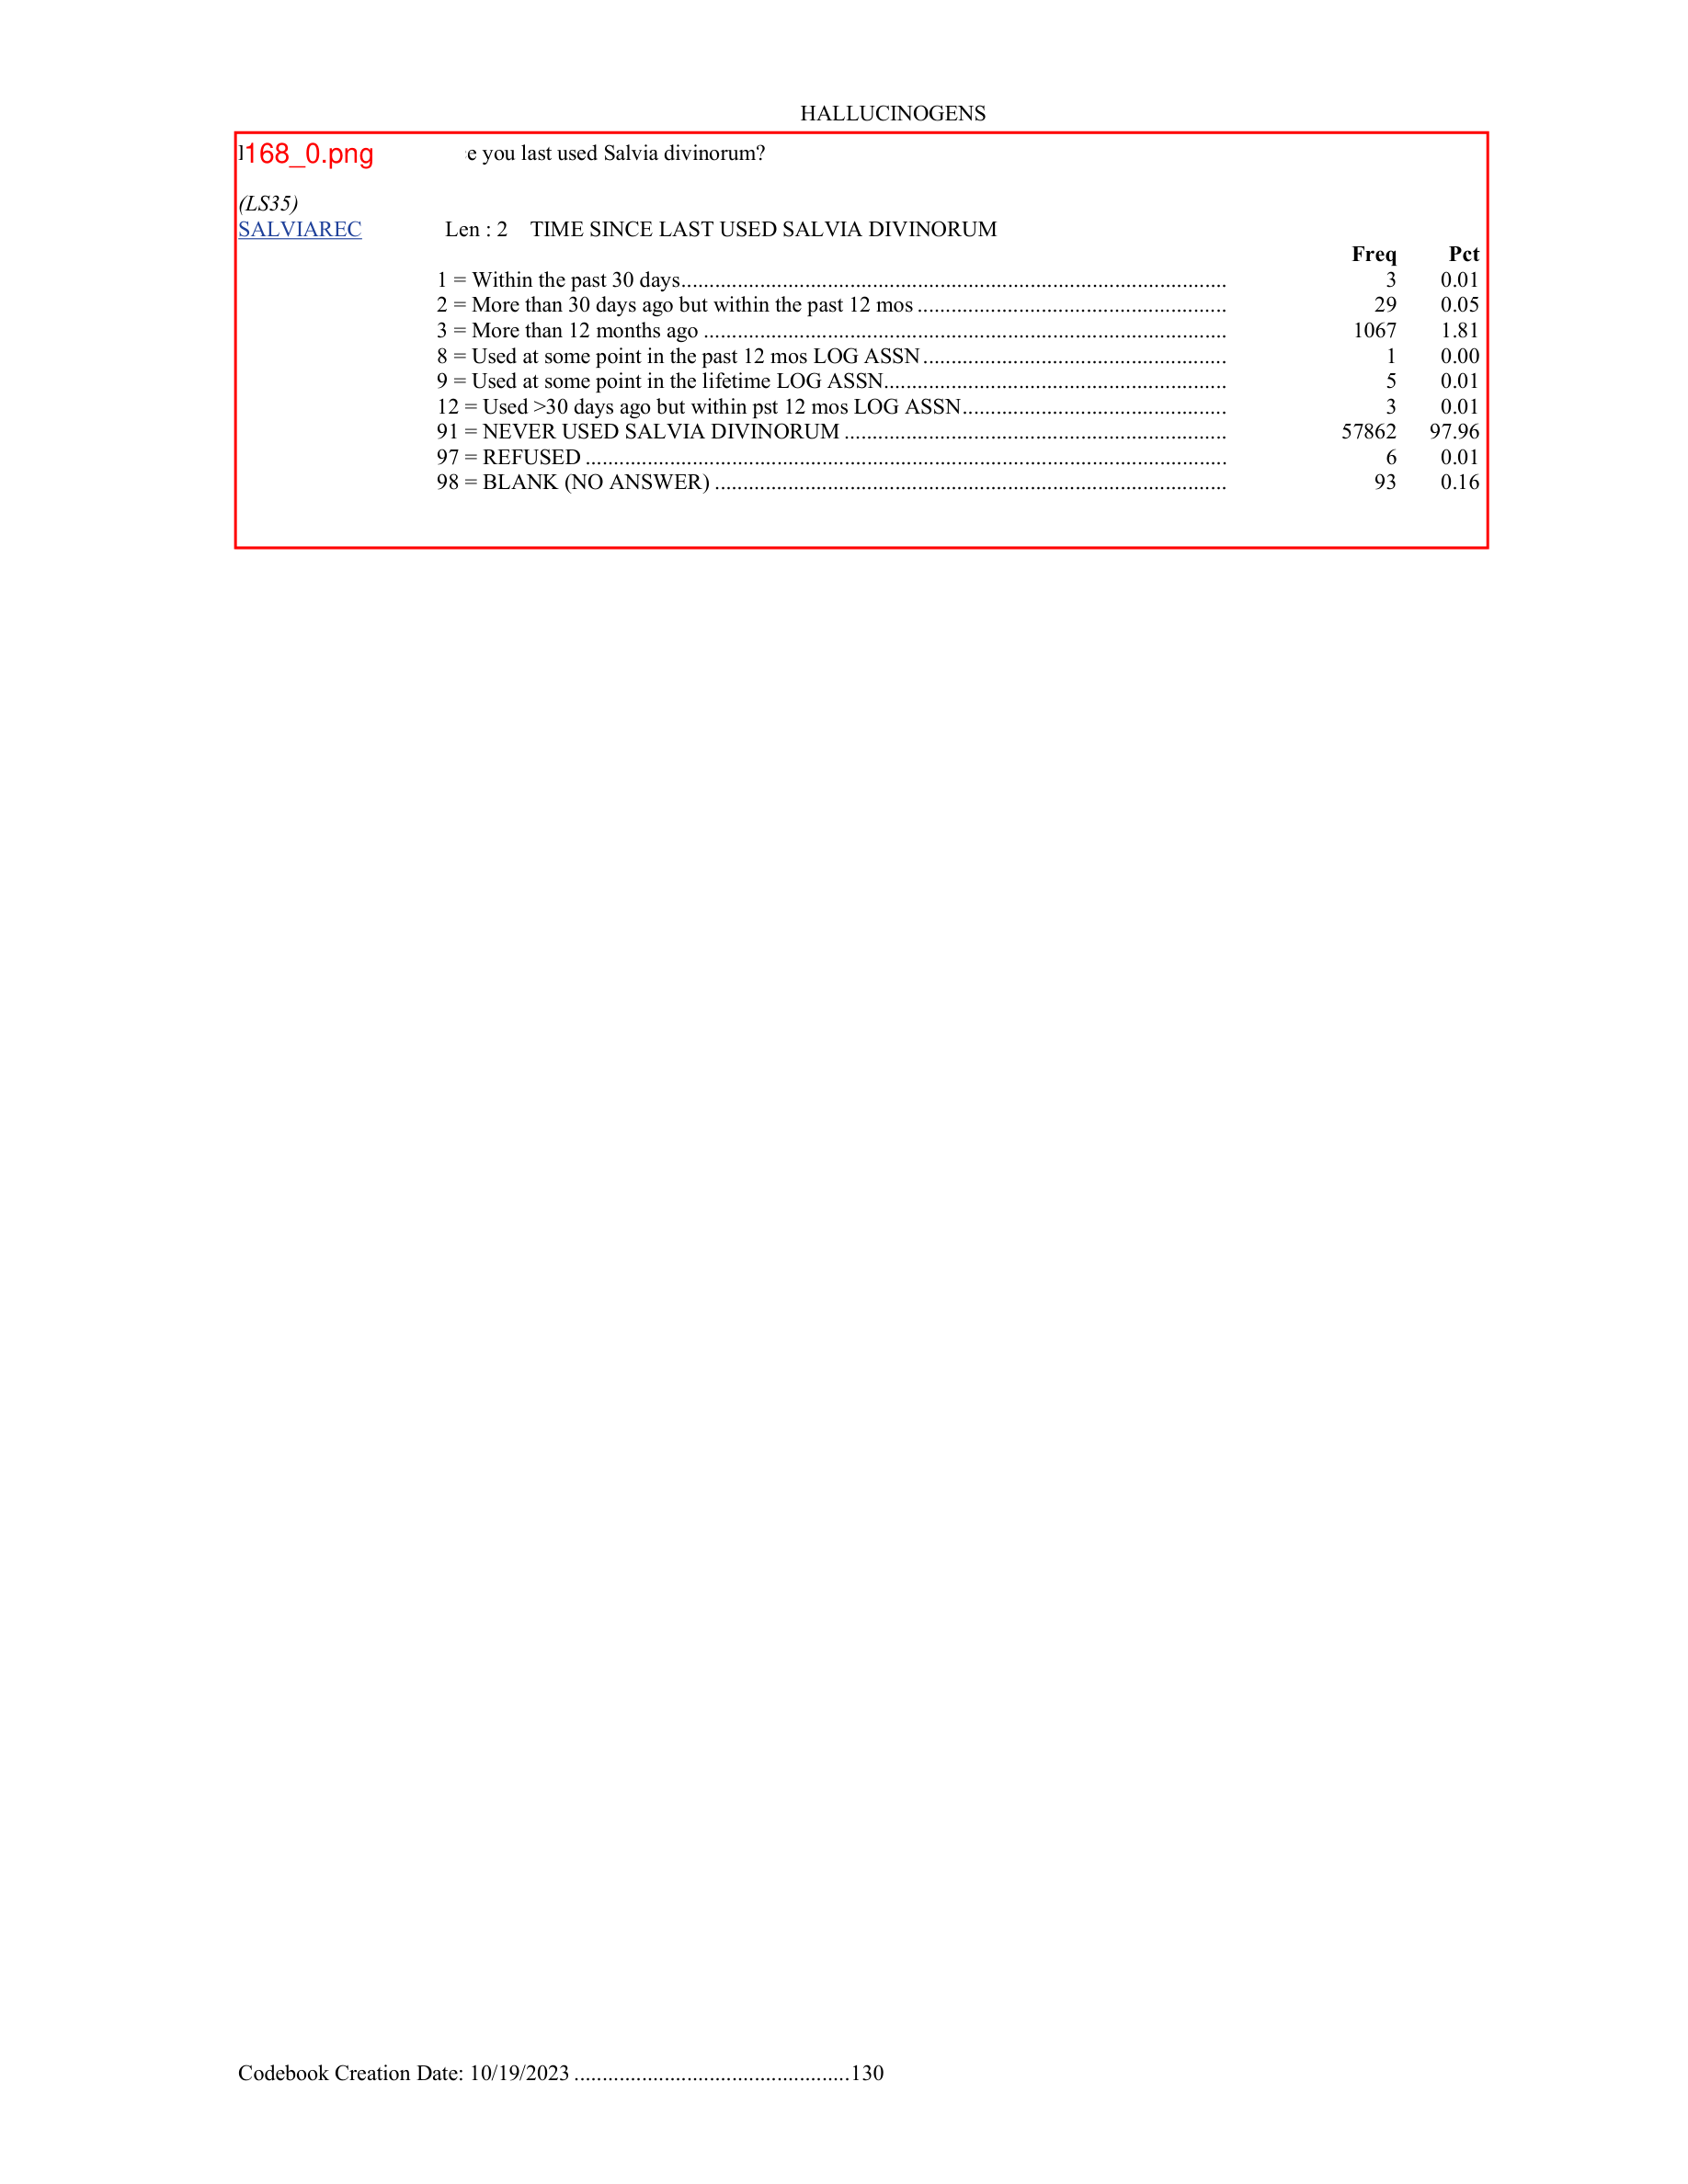 HALLUCINOGENS
168_0.png you last used Salvia divinorum?
(LS35)
SALVIAREC Len : 2 TIME SINCE LAST USED SALVIA DIVINORUM
Freq Pct
1 = Within the past 30 days 3 0.01
2 = More than 30 days ago but within the past 12 mos 29 0.05
3 = More than 12 months ago 1067 1.81
8 = Used at some point in the past 12 mos LOG ASSN 1 0.00
9 = Used at some point in the lifetime LOG ASSN 5 0.01
12 = Used >30 days ago but within pst 12 mos LOG ASSN 3 0.01
91 = NEVER USED SALVIA DIVINORUM 57862 97.96
97 = REFUSED 6 0.01
98 = BLANK (NO ANSWER) 93 0.16
Codebook Creation Date: 10/19/2023 130